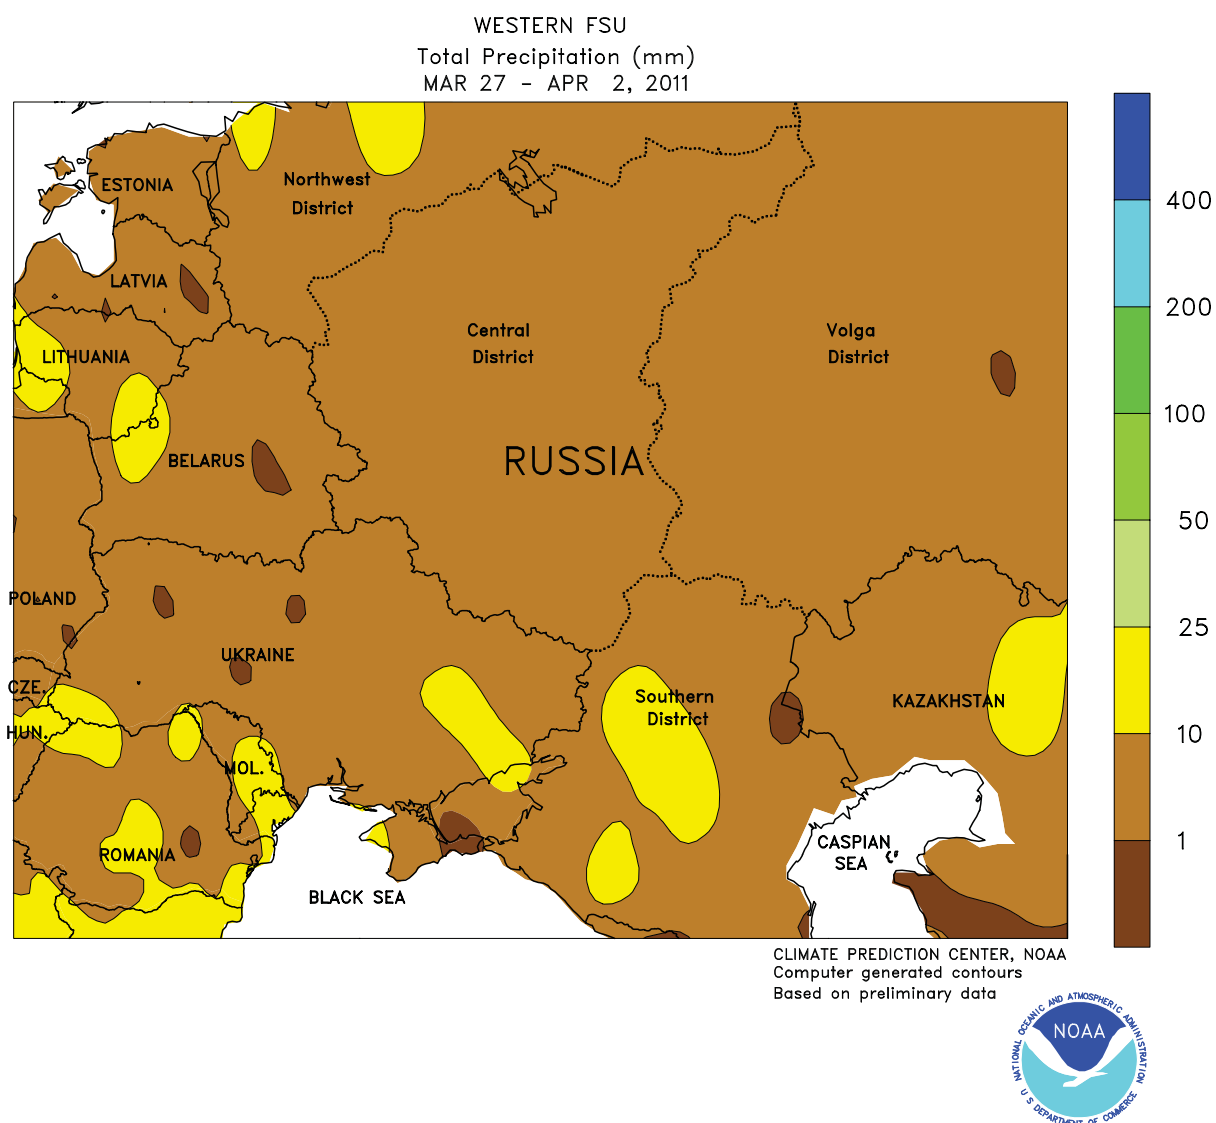 WESTERN FSU
Total Precipitation (mm)
MAR 27 - APR 2, 2011
ESTONIA
Northwest
District
LATVIA
LITHUANIA
Central
District
Volga
District
BELARUS
RUSSIA
POLAND
UKRAINE
CZE.
Southern
District
KAZAKHSTAN
HUN.
MOL.
ROMANIA
CASPIAN
SEA
BLACK SEA
400
200
100
50
25
10
1
CLIMATE PREDICTION CENTER, NOAA
Computer generated contours
Based on preliminary data
NATIONAL OCEANIC AND ATMOSPHERIC ADMINISTRATION
NOAA
U S DEPARTMENT OF COMMERCE